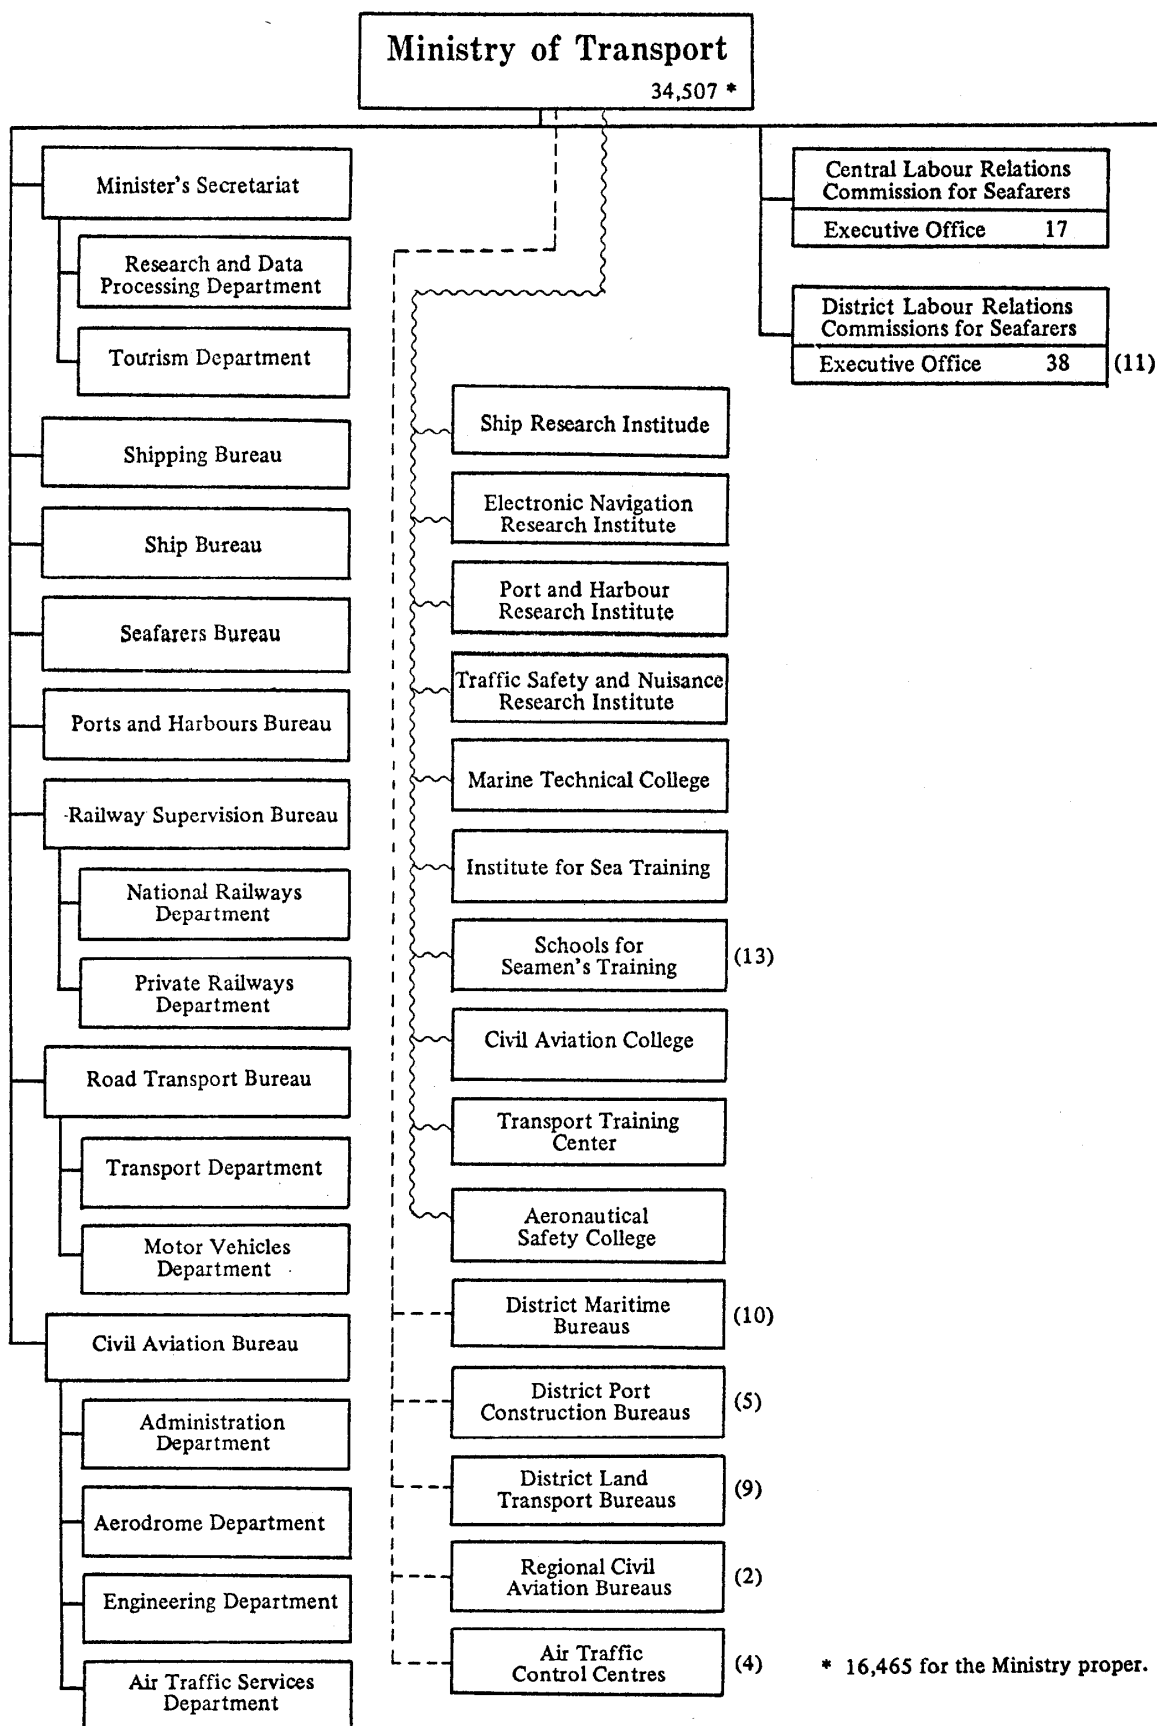 Ministry of Transport
34,507 *
Minister's Secretariat
Research and Data
Processing Department
Tourism Department
Shipping Bureau
Ship Bureau
Seafarers Bureau
Ports and Harbours Bureau
Railway Supervision Bureau
National Railways
Department
Private Railways
Department
Road Transport Bureau
Transport Department
Motor Vehicles
Department
Civil Aviation Bureau
Administration
Department
Aerodrome Department
Engineering Department
Air Traffic Services
Department
Ship Research Institude
Electronic Navigation
Research Institute
Port and Harbour
Research Institute
Traffic Safety and Nuisance
Research Institute
Marine Technical College
Institute for Sea Training
Schools for
Seamen's Training (13)
Civil Aviation College
Transport Training
Center
Aeronautical
Safety College
District Maritime
Bureaus (10)
District Port
Construction Bureaus (5)
District Land
Transport Bureaus (9)
Regional Civil
Aviation Bureaus (2)
Air Traffic
Control Centres (4)
Central Labour Relations
Commission for Seafarers
Executive Office 17
District Labour Relations
Commissions for Seafarers
Executive Office 38 (11)
* 16,465 for the Ministry proper.